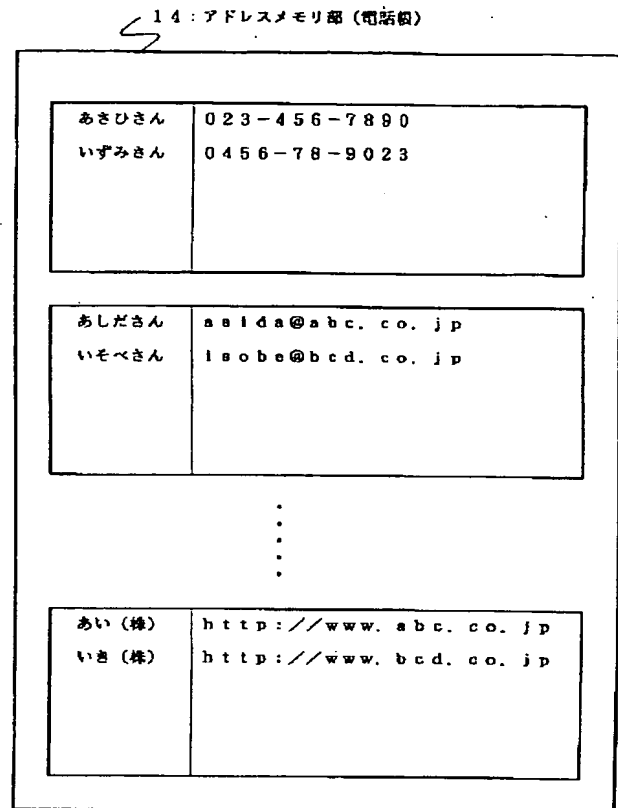 14:アドレスメモリ部(電話帳)
あさひさん 023-456-7890
いずみさん 0456-78-9023
あしださん asida@abc.co.jp
いそべさん isobe@bcd.co.jp
あい(株) http://www.abc.co.jp
いき(株) http://www.bcd.co.jp